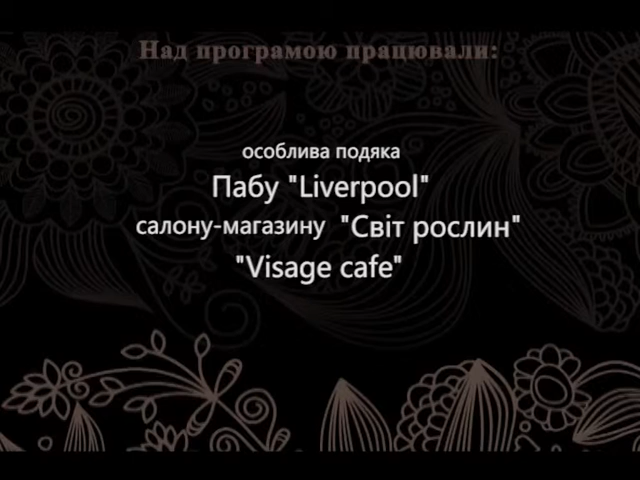 Над програмою працювали:
особлива подяка
Пабу "Liverpool"
салону-магазину "Світ рослин"
"Visage cafe"